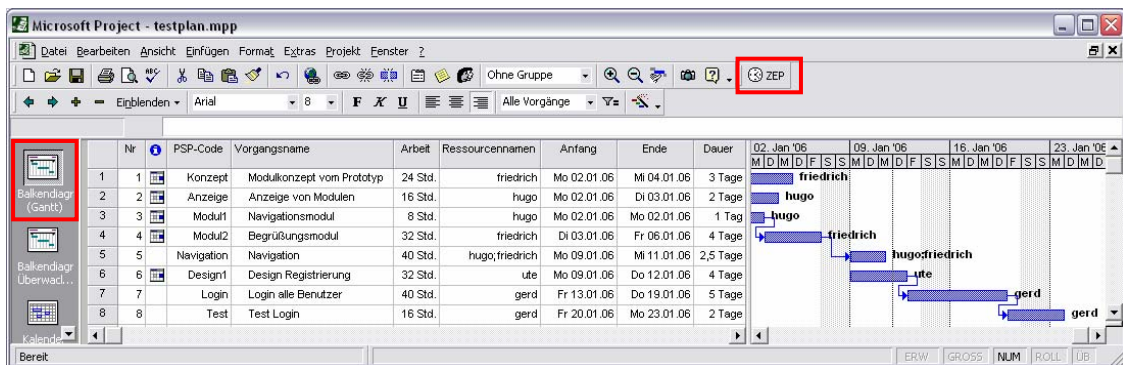 Microsoft Project - testplan.mpp
Datei Bearbeiten Ansicht Einfügen Format Extras Projekt Fenster ?
ABC Ohne Gruppe ZEP
Einblenden Arial 8 F K U Alle Vorgänge
Nr PSP-Code Vorgangsname Arbeit Ressourcennamen Anfang Ende Dauer 02. Jan '06 09. Jan '06 16. Jan '06 23. Jan '06
M D M D F S S M D M D F S S M D M D F S S M D M D
1 1 Konzept Modulkonzept vom Prototyp 24 Std. friedrich Mo 02.01.06 Mi 04.01.06 3 Tage friedrich
2 2 Anzeige Anzeige von Modulen 16 Std. hugo Mo 02.01.06 Di 03.01.06 2 Tage hugo
3 3 Modul1 Navigationsmodul 8 Std. hugo Mo 02.01.06 Mo 02.01.06 1 Tag hugo
4 4 Modul2 Begrüßungsmodul 32 Std. friedrich Di 03.01.06 Fr 06.01.06 4 Tage friedrich
5 5 Navigation Navigation 40 Std. hugo;friedrich Mo 09.01.06 Mi 11.01.06 2,5 Tage hugo;friedrich
6 6 Design1 Design Registrierung 32 Std. ute Mo 09.01.06 Do 12.01.06 4 Tage ute
7 7 Login Login alle Benutzer 40 Std. gerd Fr 13.01.06 Do 19.01.06 5 Tage gerd
8 8 Test Test Login 16 Std. gerd Fr 20.01.06 Mo 23.01.06 2 Tage gerd
Balkendiagr
(Gantt)
Balkendiagr
Überwacl...
Kalende
Bereit ERW GROSS NUM ROLL ÜB